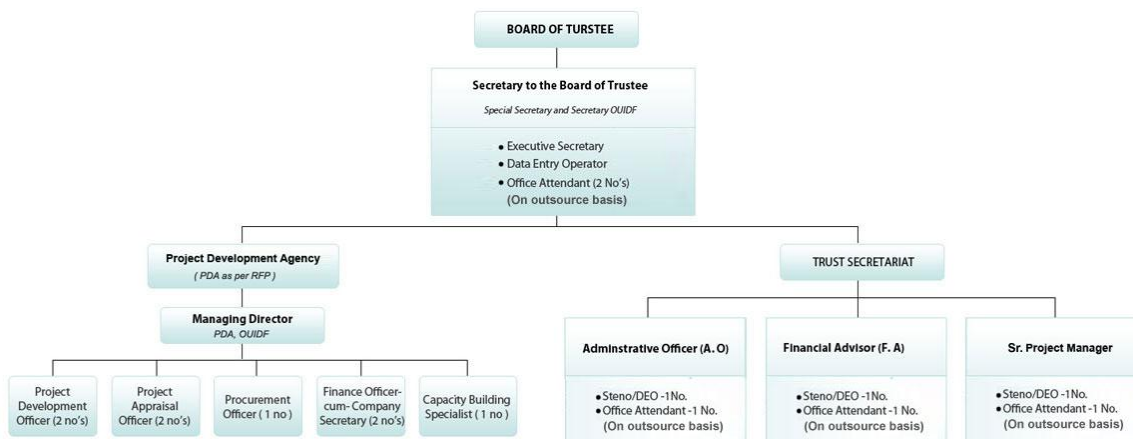 BOARD OF TURSTEE
Secretary to the Board of Trustee
Special Secretary and Secretary OUIDF
• Executive Secretary
• Data Entry Operator
• Office Attendant (2 No's)
(On outsource basis)
Project Development Agency
( PDA as per RFP )
Managing Director
PDA, OUIDF
Project
Development
Officer (2 no's)
Project
Appraisal
Officer (2 no's)
Procurement
Officer ( 1 no )
Finance Officer-
cum- Company
Secretary (2 no's)
Capacity Building
Specialist ( 1 no )
TRUST SECRETARIAT
Adminstrative Officer (A. O)
• Steno/DEO -1No.
• Office Attendant -1 No.
(On outsource basis)
Financial Advisor (F. A)
• Steno/DEO -1No.
• Office Attendant -1 No.
(On outsource basis)
Sr. Project Manager
• Steno/DEO -1No.
• Office Attendant -1 No.
(On outsource basis)